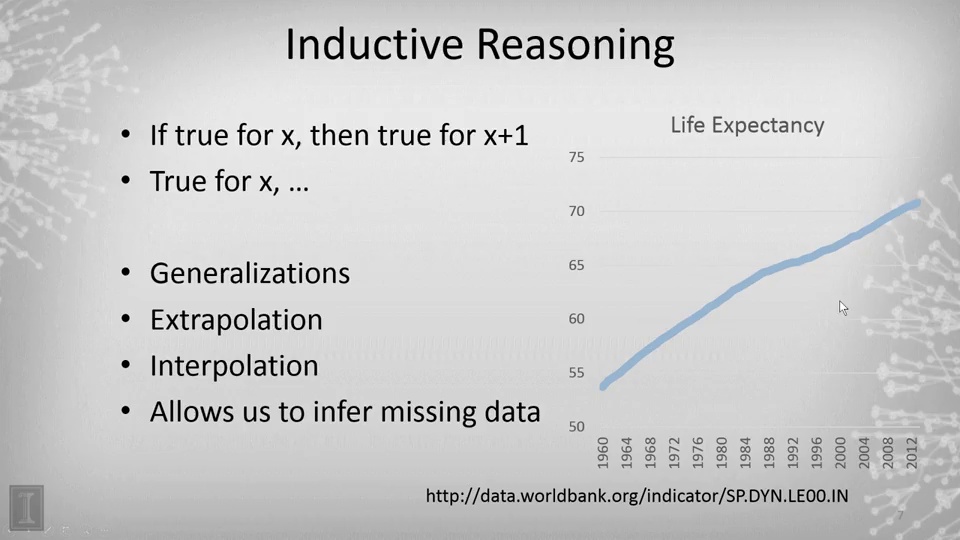 Inductive Reasoning
• If true for x, then true for x+1
• True for x, ...
• Generalizations
• Extrapolation
• Interpolation
• Allows us to infer missing data
Life Expectancy
75
70
65
60
55
50
1960
1964
1968
1972
1976
1980
1984
1988
1992
1996
2000
2004
2008
2012
http://data.worldbank.org/indicator/SP.DYN.LE00.IN
I
7